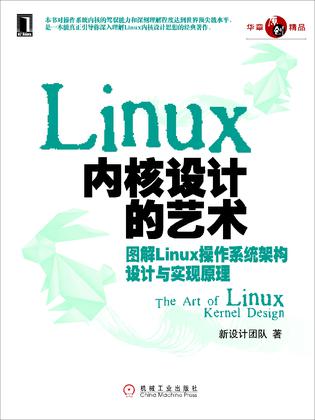 本书对操作系统内核的驾驭能力和深刻理解程度达到世界顶尖水平,
是一本能真正引导你深入理解Linux内核设计思想的经典著作。
华章 原创 精品
Linux
内核设计
的艺术
图解Linux操作系统架构
设计与实现原理
The Art of Linux
Kernel Design
新设计团队 著
机械工业出版社
China Machine Press